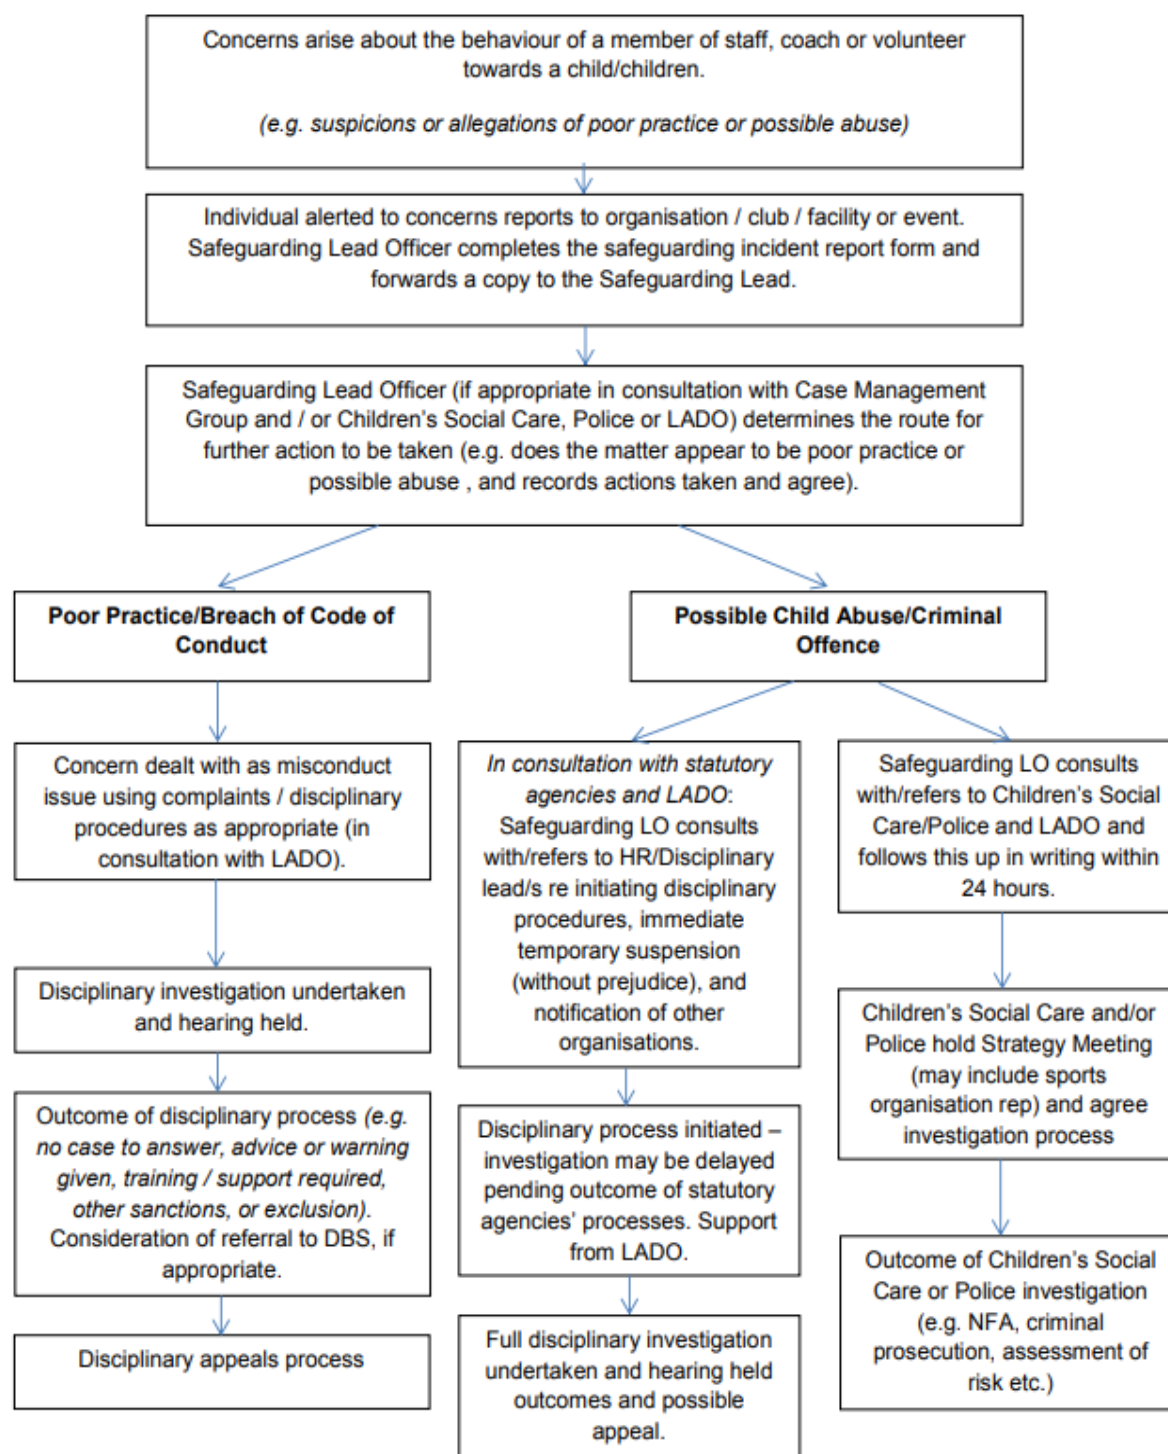 Concerns arise about the behaviour of a member of staff, coach or volunteer
towards a child/children.
(e.g. suspicions or allegations of poor practice or possible abuse)
Individual alerted to concerns reports to organisation / club / facility or event.
Safeguarding Lead Officer completes the safeguarding incident report form and
forwards a copy to the Safeguarding Lead.
Safeguarding Lead Officer (if appropriate in consultation with Case Management
Group and / or Children's Social Care, Police or LADO) determines the route for
further action to be taken (e.g. does the matter appear to be poor practice or
possible abuse , and records actions taken and agree).
Poor Practice/Breach of Code of
Conduct
Concern dealt with as misconduct
issue using complaints / disciplinary
procedures as appropriate (in
consultation with LADO).
Disciplinary investigation undertaken
and hearing held.
Outcome of disciplinary process (e.g.
no case to answer, advice or warning
given, training / support required,
other sanctions, or exclusion).
Consideration of referral to DBS, if
appropriate.
Disciplinary appeals process
Possible Child Abuse/Criminal
Offence
In consultation with statutory
agencies and LADO:
Safeguarding LO consults
with/refers to HR/Disciplinary
lead/s re initiating disciplinary
procedures, immediate
temporary suspension
(without prejudice), and
notification of other
organisations.
Disciplinary process initiated –
investigation may be delayed
pending outcome of statutory
agencies' processes. Support
from LADO.
Full disciplinary investigation
undertaken and hearing held
outcomes and possible
appeal.
Safeguarding LO consults
with/refers to Children's Social
Care/Police and LADO and
follows this up in writing within
24 hours.
Children's Social Care and/or
Police hold Strategy Meeting
(may include sports
organisation rep) and agree
investigation process
Outcome of Children's Social
Care or Police investigation
(e.g. NFA, criminal
prosecution, assessment of
risk etc.)